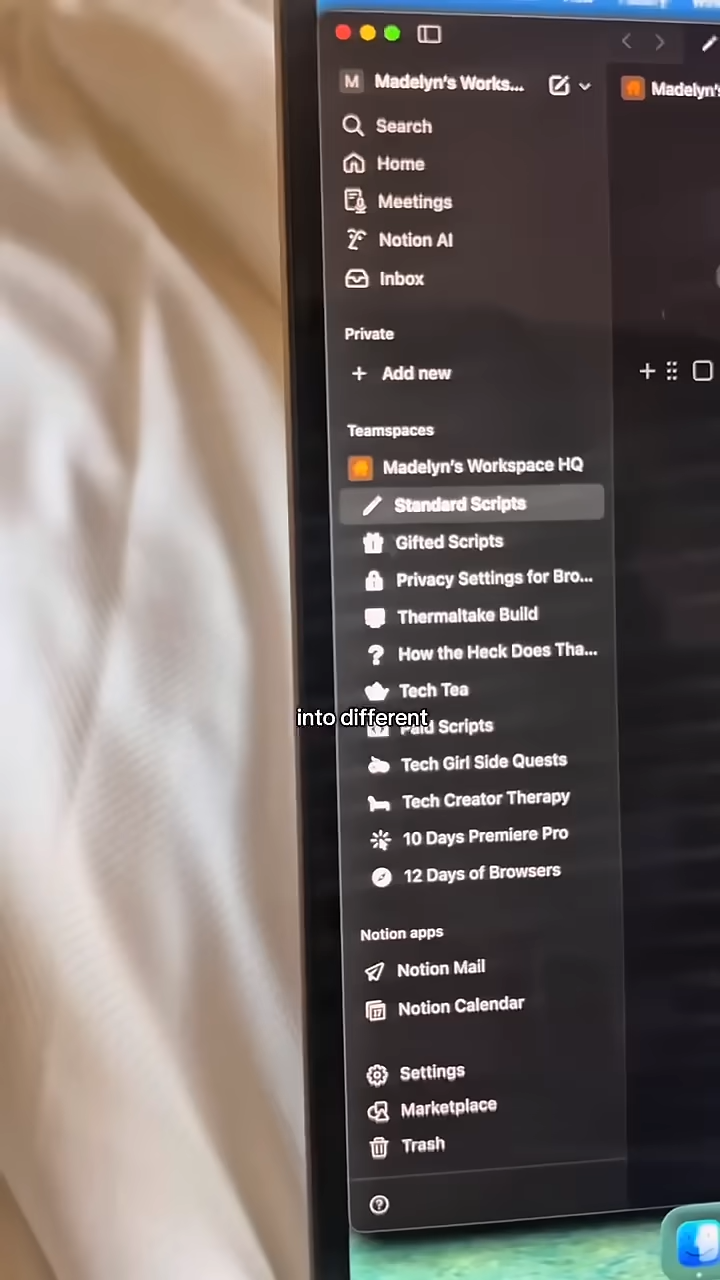 M Madelyn's Works...
Madelyn's
Search
Home
Meetings
Notion AI
Inbox
Private
Add new
Teamspaces
Madelyn's Workspace HQ
Standard Scripts
Gifted Scripts
Privacy Settings for Bro...
Thermaltake Build
How the Heck Does Tha...
Tech Tea
into different
Paid Scripts
Tech Girl Side Quests
Tech Creator Therapy
10 Days Premiere Pro
12 Days of Browsers
Notion apps
Notion Mail
17
Notion Calendar
Settings
Marketplace
Trash